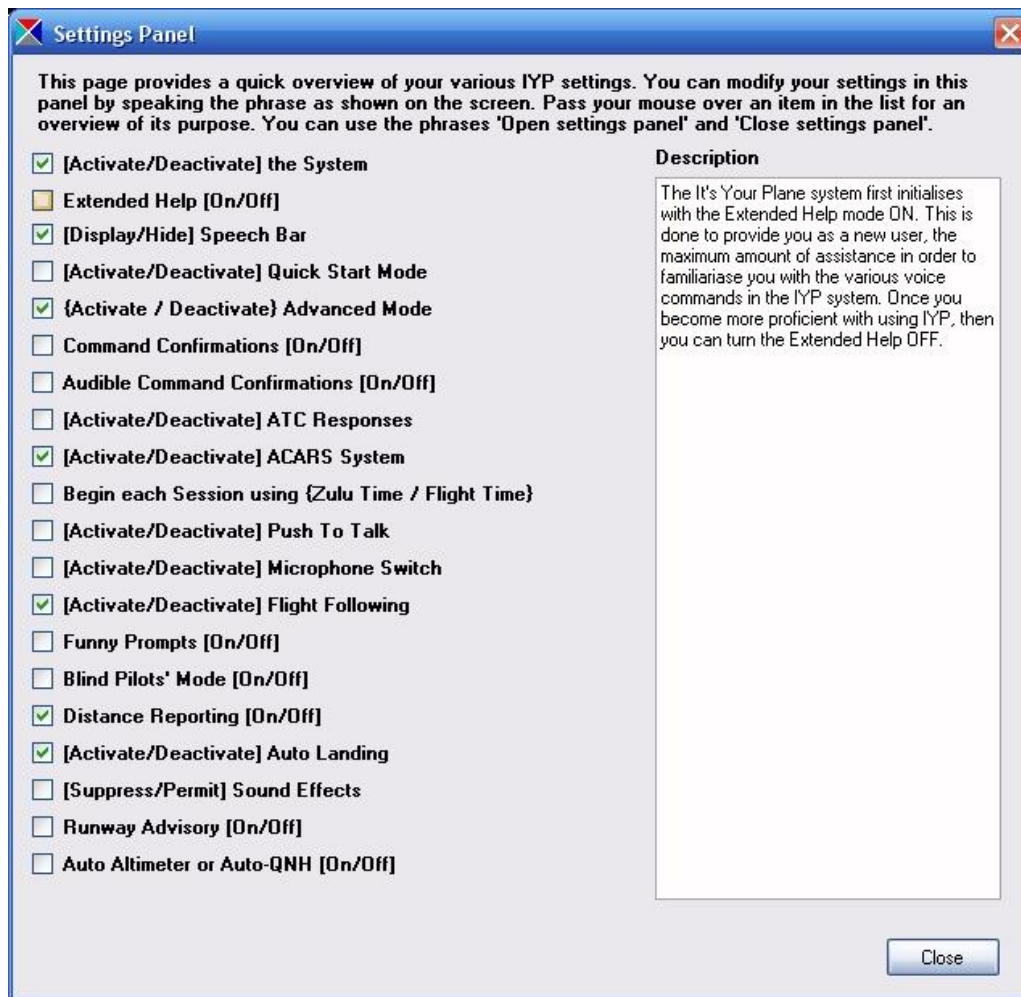 Settings Panel
This page provides a quick overview of your various IYP settings. You can modify your settings in this
panel by speaking the phrase as shown on the screen. Pass your mouse over an item in the list for an
overview of its purpose. You can use the phrases 'Open settings panel' and 'Close settings panel'.
[Activate/Deactivate] the System
Extended Help [On/Off]
[Display/Hide] Speech Bar
[Activate/Deactivate] Quick Start Mode
{Activate / Deactivate} Advanced Mode
Command Confirmations [On/Off]
Audible Command Confirmations [On/Off]
[Activate/Deactivate] ATC Responses
[Activate/Deactivate] ACARS System
Begin each Session using {Zulu Time / Flight Time}
[Activate/Deactivate] Push To Talk
[Activate/Deactivate] Microphone Switch
[Activate/Deactivate] Flight Following
Funny Prompts [On/Off]
Blind Pilots' Mode [On/Off]
Distance Reporting [On/Off]
[Activate/Deactivate] Auto Landing
[Suppress/Permit] Sound Effects
Runway Advisory [On/Off]
Auto Altimeter or Auto-QNH [On/Off]
Description
The It's Your Plane system first initialises
with the Extended Help mode ON. This is
done to provide you as a new user, the
maximum amount of assistance in order to
familiariase you with the various voice
commands in the IYP system. Once you
become more proficient with using IYP, then
you can turn the Extended Help OFF.
Close